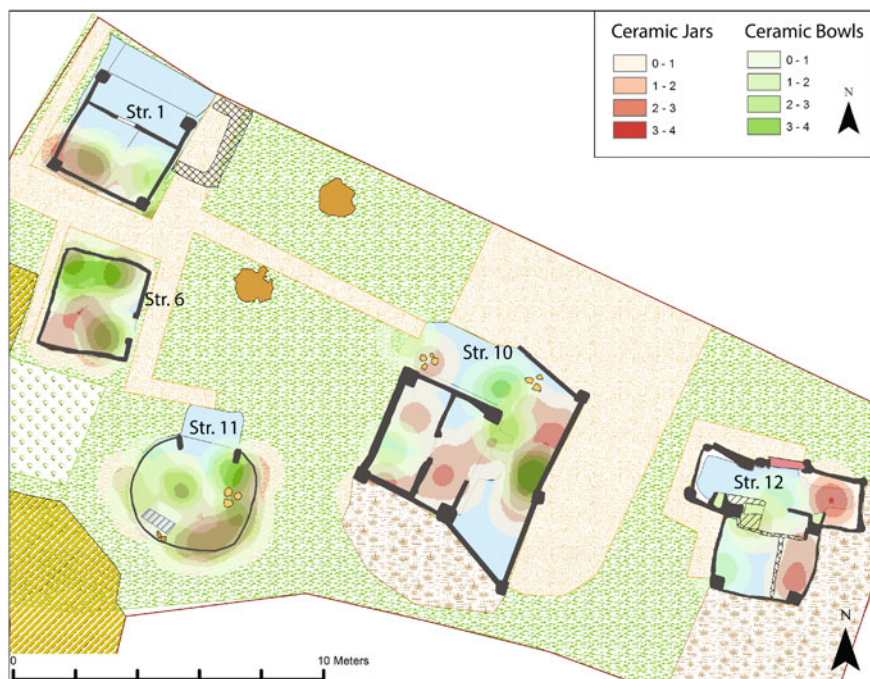 Ceramic Jars
0 - 1
1 - 2
2 - 3
3 - 4
Ceramic Bowls
0 - 1
1 - 2
2 - 3
3 - 4
N
Str. 1
Str. 6
Str. 10
Str. 11
Str. 12
N
0
10 Meters